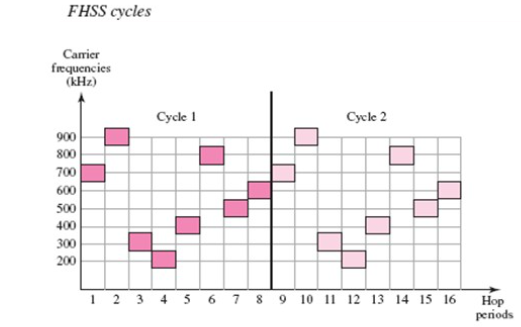 FHSS cycles
Carrier
frequencies
(kHz)
Cycle 1
Cycle 2
900
800
700
600
500
400
300
200
1 2 3 4 5 6 7 8 9 10 11 12 13 14 15 16
Hop
periods